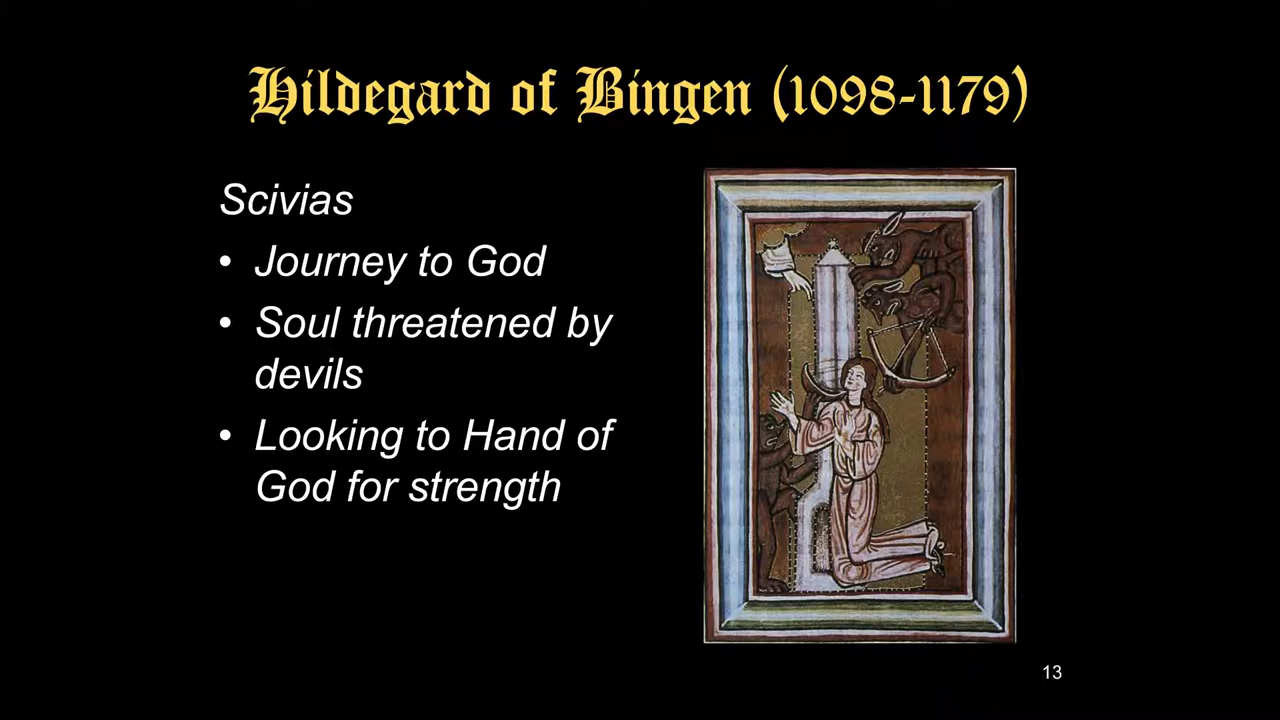 Hildegard of Bingen (1098-1179)
Scivias
• Journey to God
• Soul threatened by
devils
• Looking to Hand of
God for strength
13